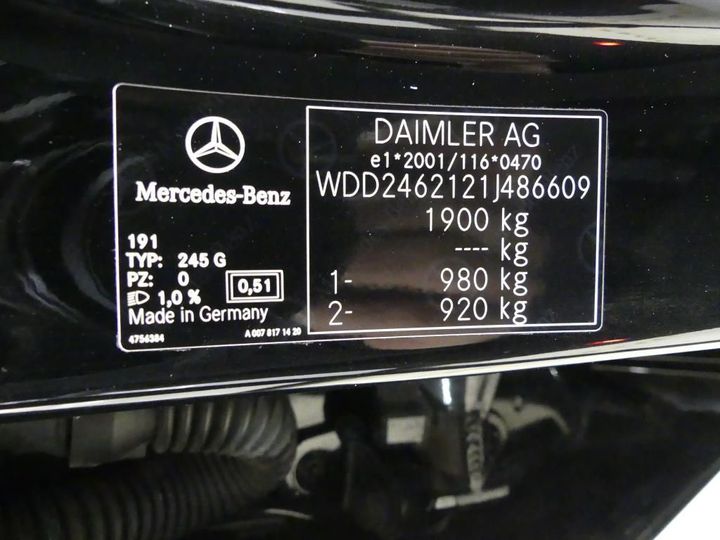 Mercedes-Benz
191
TYP: 245 G
PZ: 0
1,0 %
0,51
Made in Germany
4756384
A 007 817 14 20
DAIMLER AG
e1*2001/116*0470
WDD2462121J486609
1900 kg
---- kg
1- 980 kg
2- 920 kg